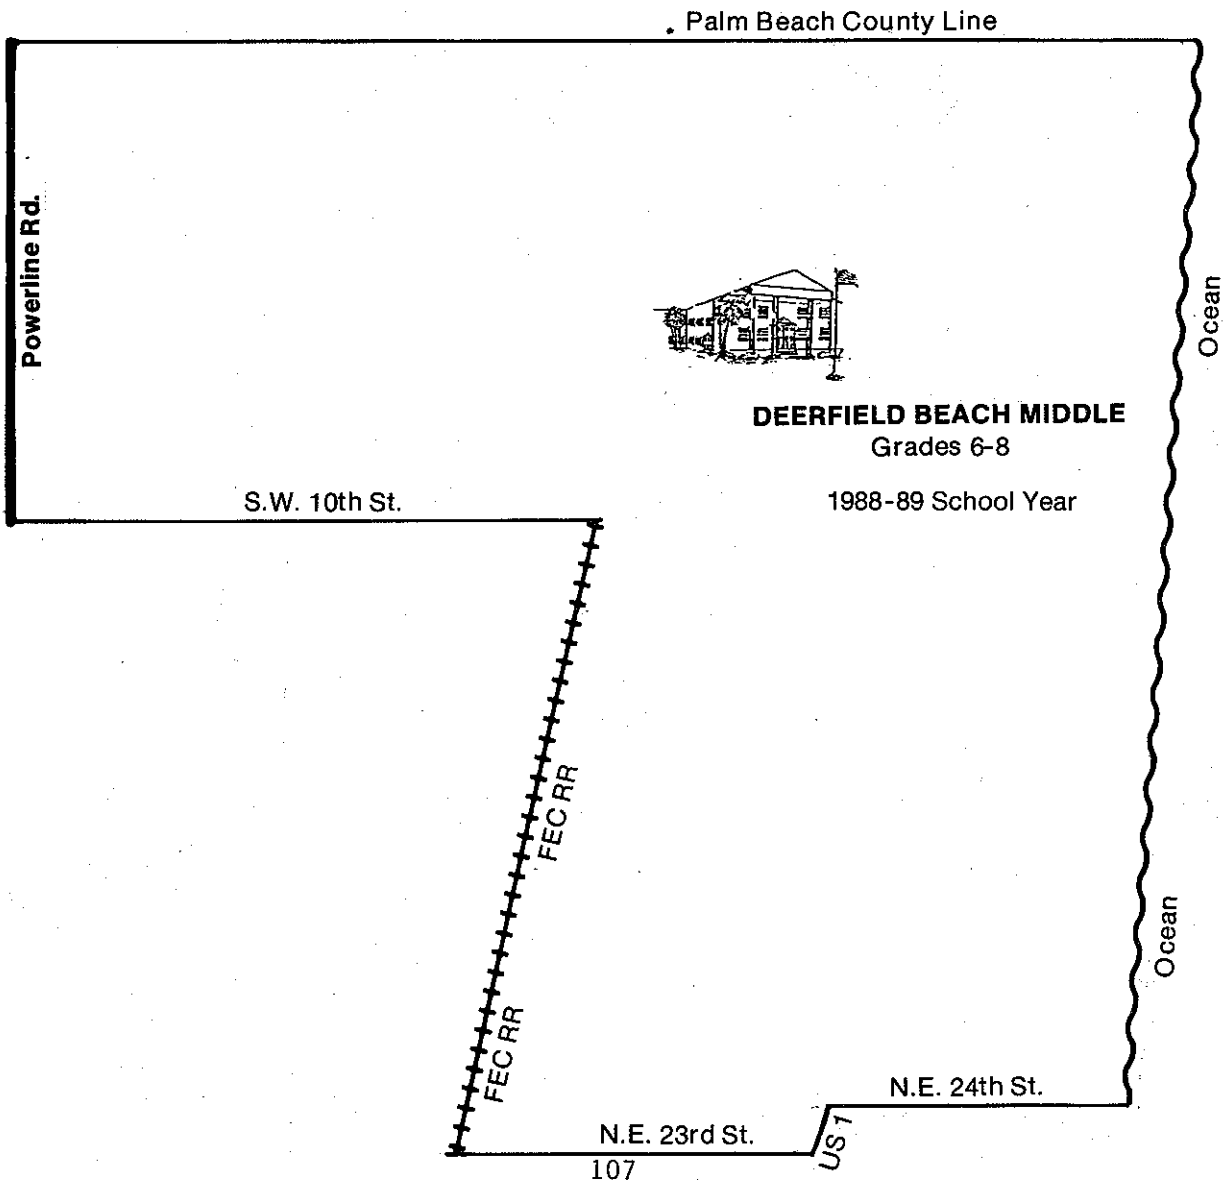 Palm Beach County Line
Powerline Rd.
Ocean
DEERFIELD BEACH MIDDLE
Grades 6-8
S.W. 10th St.
1988-89 School Year
FEC RR
Ocean
FEC RR
N.E. 24th St.
N.E. 23rd St.
US 1
107